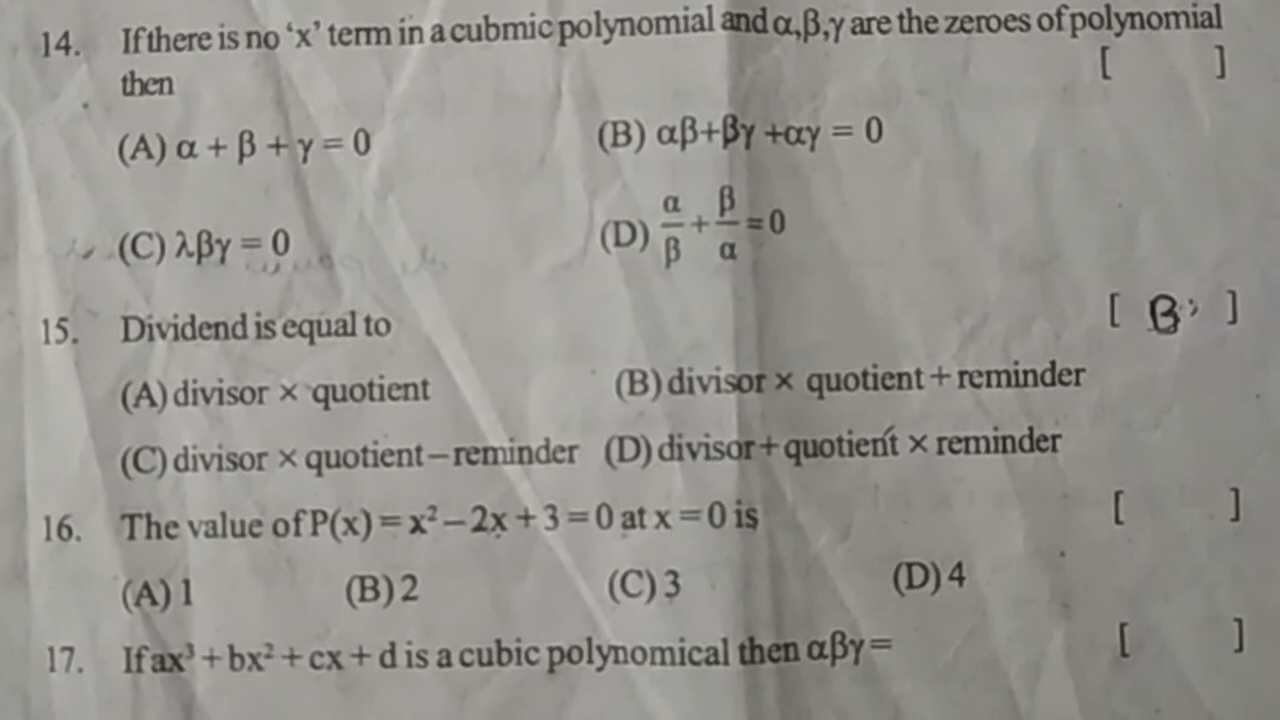 14. If there is no ‘x’ term in a cubmic polynomial and α,β,γ are the zeroes of polynomial
then [ ]
(A) α + β + γ = 0 (B) αβ+βγ +αγ = 0
(C) λβγ = 0 (D) α/β + β/α = 0
15. Dividend is equal to [ B ]
(A) divisor × quotient (B) divisor × quotient + reminder
(C) divisor × quotient – reminder (D) divisor + quotient × reminder
16. The value of P(x) = x² – 2x + 3 = 0 at x = 0 is [ ]
(A) 1 (B) 2 (C) 3 (D) 4
17. If ax³ + bx² + cx + d is a cubic polynomical then αβγ = [ ]